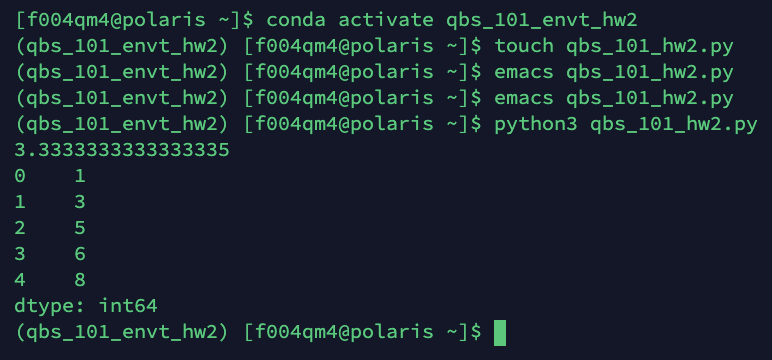 [f004qm4@polaris ~]$ conda activate qbs_101_envt_hw2
(qbs_101_envt_hw2) [f004qm4@polaris ~]$ touch qbs_101_hw2.py
(qbs_101_envt_hw2) [f004qm4@polaris ~]$ emacs qbs_101_hw2.py
(qbs_101_envt_hw2) [f004qm4@polaris ~]$ emacs qbs_101_hw2.py
(qbs_101_envt_hw2) [f004qm4@polaris ~]$ python3 qbs_101_hw2.py
3.3333333333333335
0    1
1    3
2    5
3    6
4    8
dtype: int64
(qbs_101_envt_hw2) [f004qm4@polaris ~]$